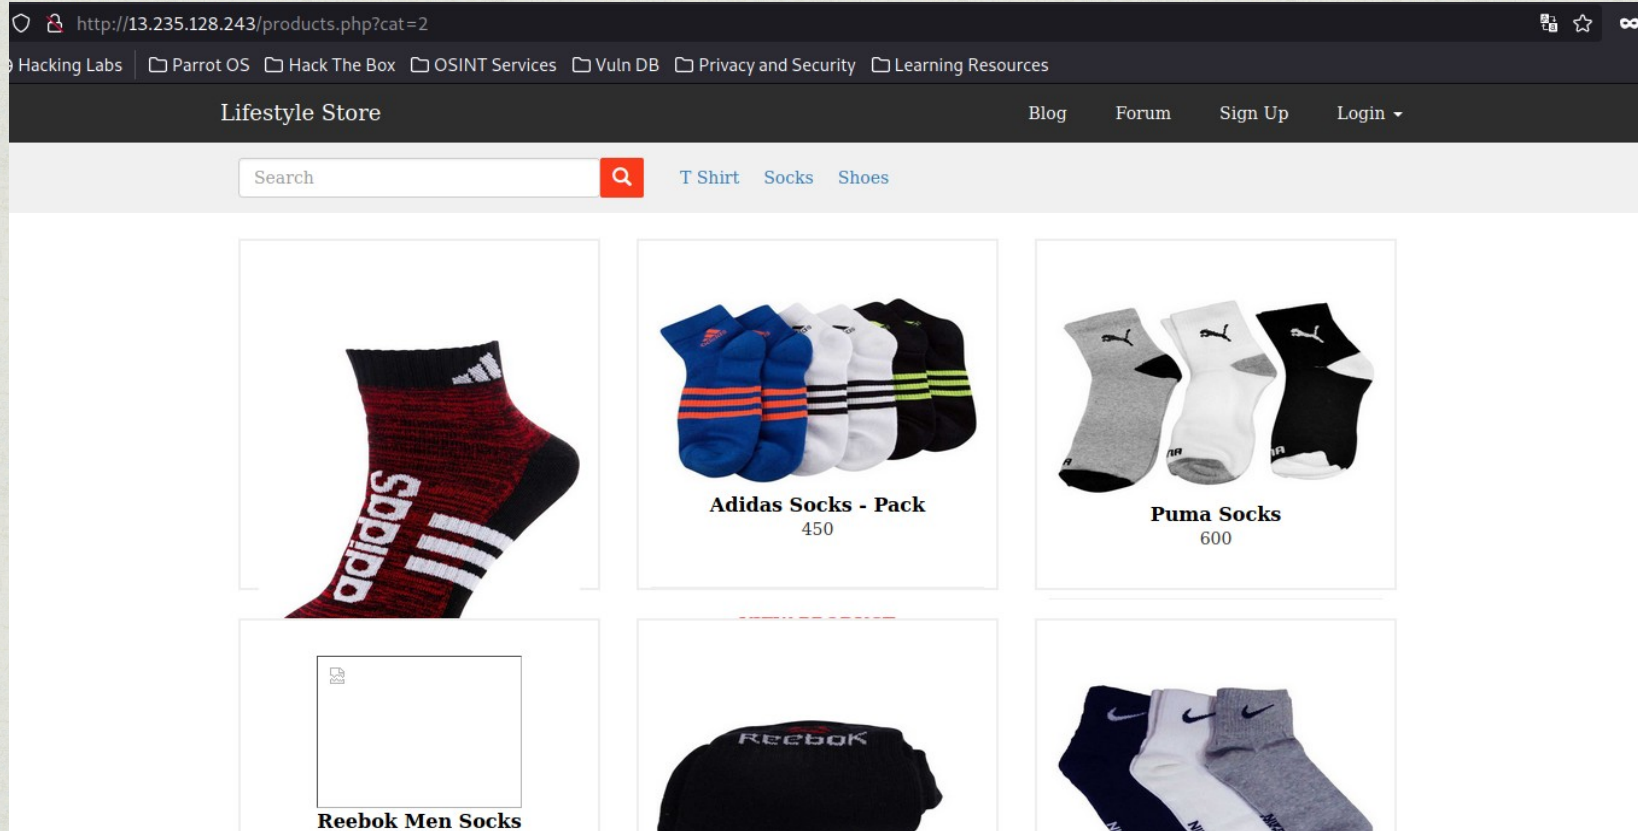 http://13.235.128.243/products.php?cat=2
Hacking Labs Parrot OS Hack The Box OSINT Services Vuln DB Privacy and Security Learning Resources
Lifestyle Store Blog Forum Sign Up Login
Search T Shirt Socks Shoes
adidas
Adidas Socks - Pack
450
Puma Socks
600
Reebok
Reebok Men Socks